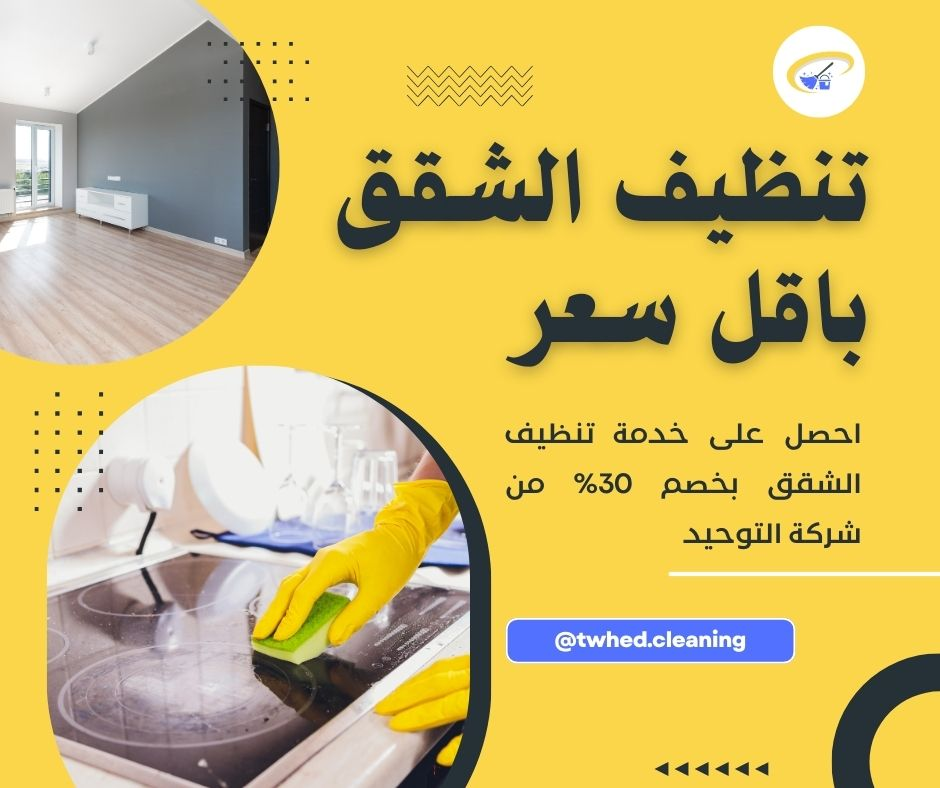 تنظيف الشقق
باقل سعر
احصل على خدمة تنظيف
الشقق بخصم 30% من
شركة التوحيد
@twhed.cleaning